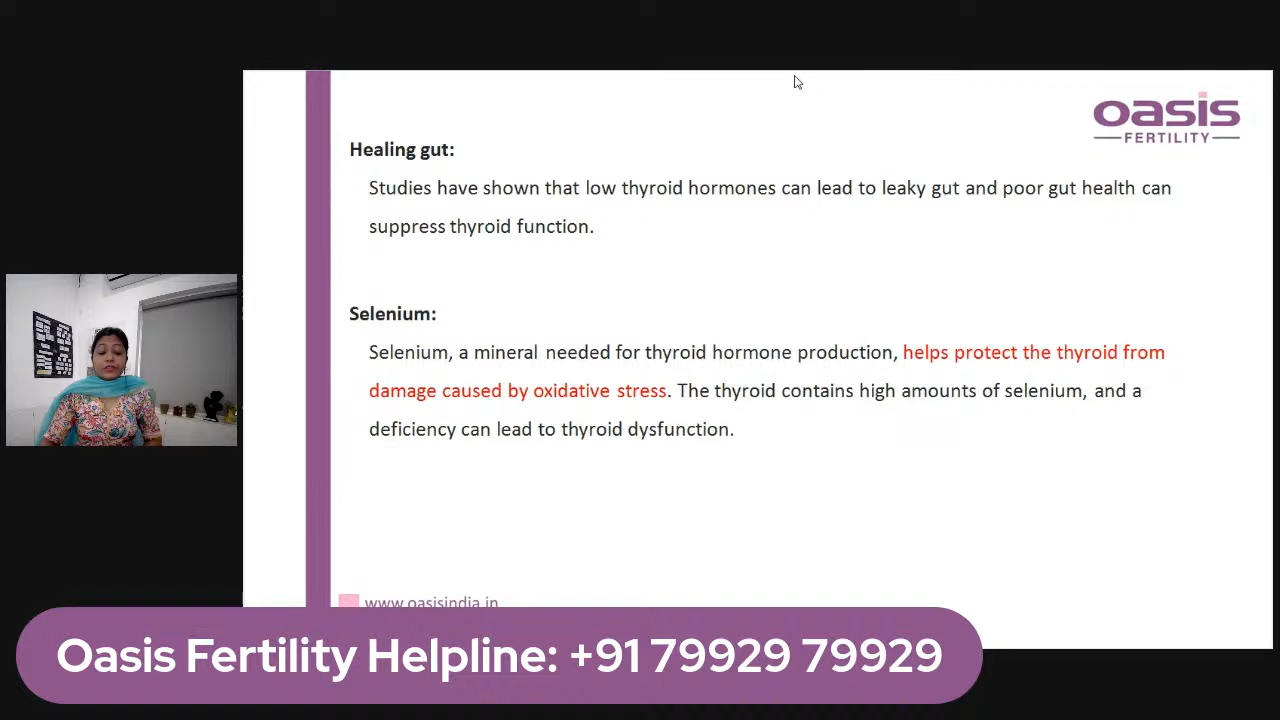 oasis
FERTILITY
Healing gut:
Studies have shown that low thyroid hormones can lead to leaky gut and poor gut health can
suppress thyroid function.
Selenium:
Selenium, a mineral needed for thyroid hormone production, helps protect the thyroid from
damage caused by oxidative stress. The thyroid contains high amounts of selenium, and a
deficiency can lead to thyroid dysfunction.
www.oasisindia.in
Oasis Fertility Helpline: +91 79929 79929